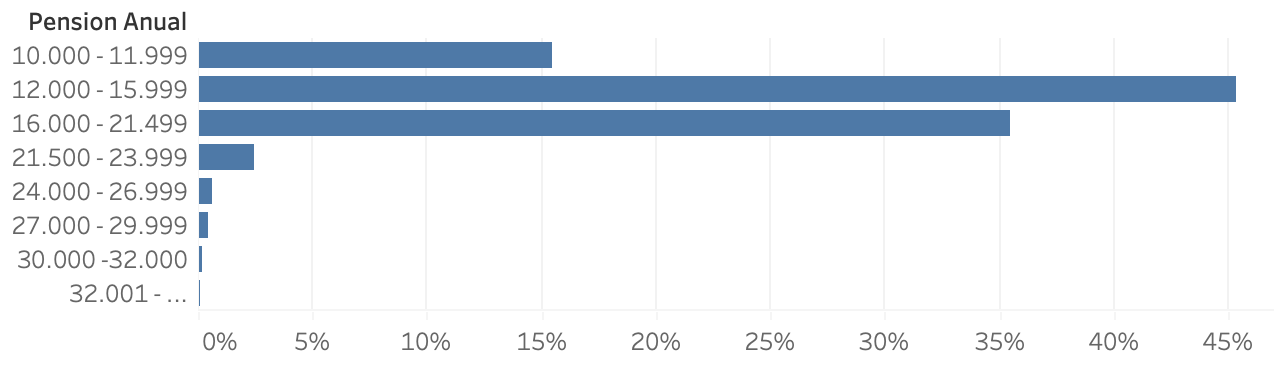 Pension Anual
10.000 - 11.999
12.000 - 15.999
16.000 - 21.499
21.500 - 23.999
24.000 - 26.999
27.000 - 29.999
30.000 -32.000
32.001 - ...
0% 5% 10% 15% 20% 25% 30% 35% 40% 45%